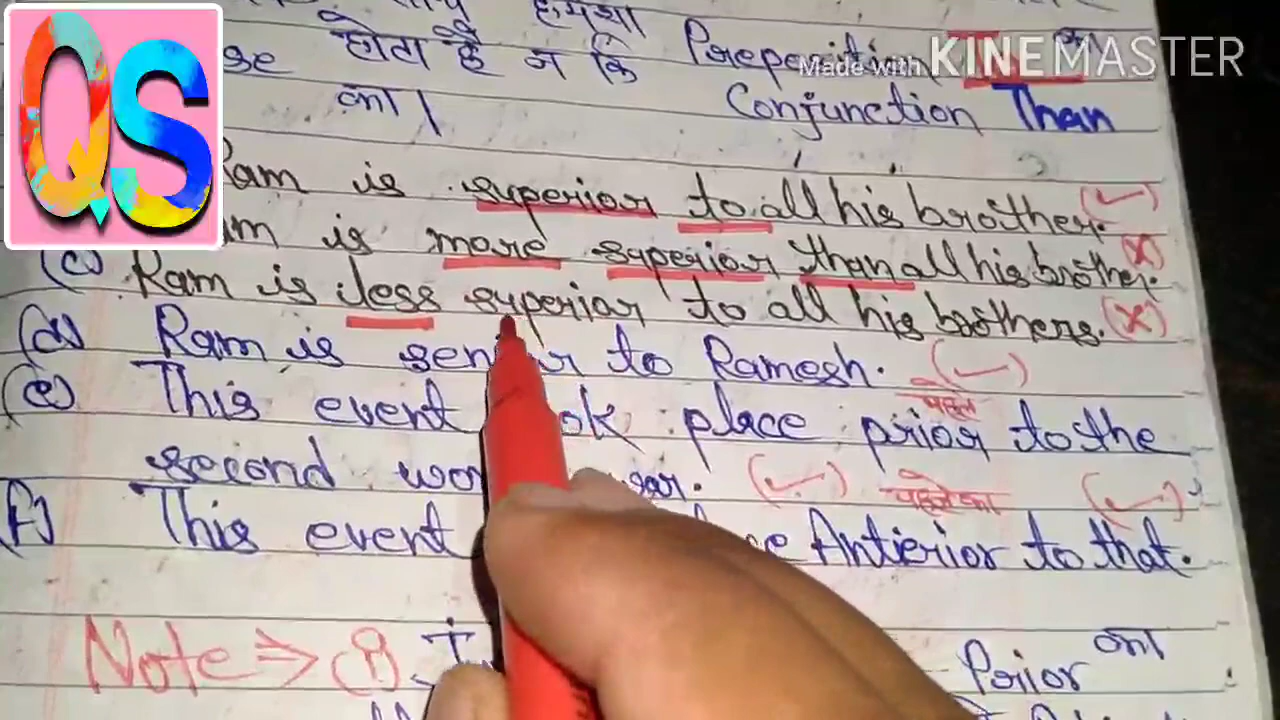 हमेशा Preposition
se होता है न कि Conjunction Than
का।
Made with KINEMASTER
QS
Ram is superior to all his brother. (✓)
is more superior than all his brother. (x)
(c) Ram is less superior to all his brothers. (x)
(d) Ram is to Ramesh. (✓)
पहले
(e) This event place prior to the
second (✓) पहले का (✓)
(f) This event Antierior to that.
Note ⇒ (i) Prior का